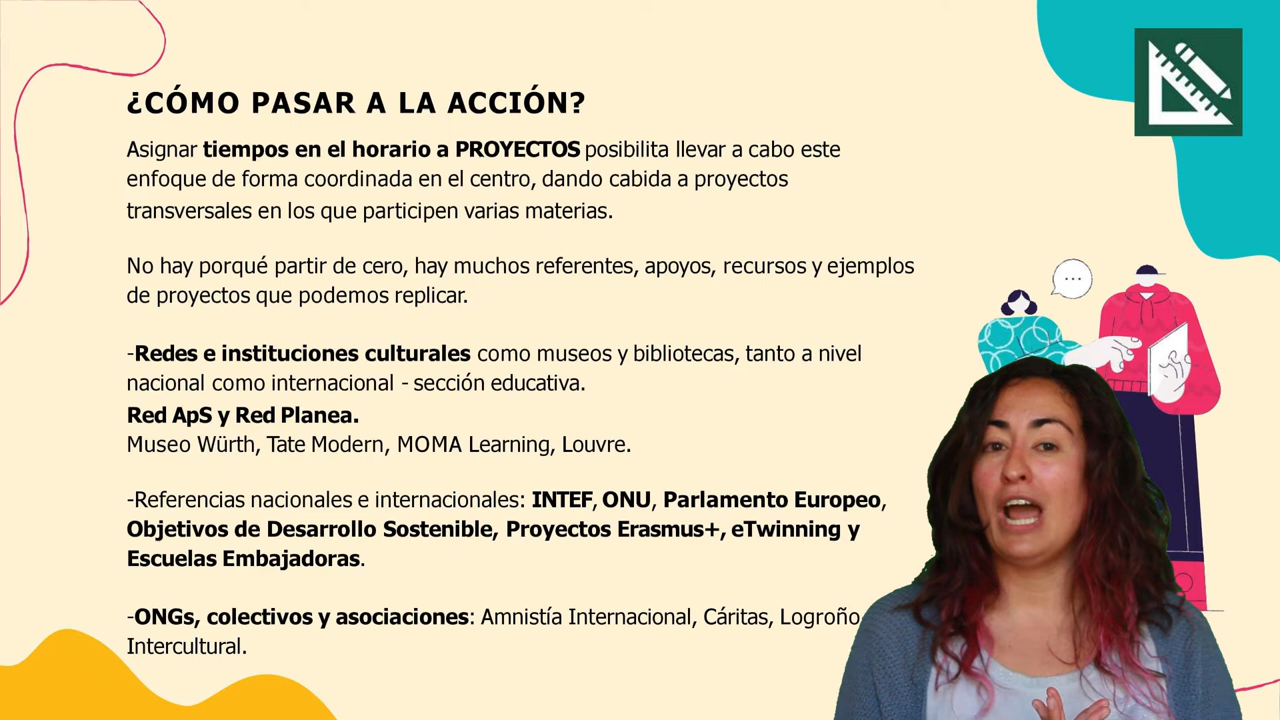 ¿CÓMO PASAR A LA ACCIÓN?
Asignar tiempos en el horario a PROYECTOS posibilita llevar a cabo este
enfoque de forma coordinada en el centro, dando cabida a proyectos
transversales en los que participen varias materias.
No hay porqué partir de cero, hay muchos referentes, apoyos, recursos y ejemplos
de proyectos que podemos replicar.
-Redes e instituciones culturales como museos y bibliotecas, tanto a nivel
nacional como internacional - sección educativa.
Red ApS y Red Planea.
Museo Würth, Tate Modern, MOMA Learning, Louvre.
-Referencias nacionales e internacionales: INTEF, ONU, Parlamento Europeo,
Objetivos de Desarrollo Sostenible, Proyectos Erasmus+, eTwinning y
Escuelas Embajadoras.
-ONGs, colectivos y asociaciones: Amnistía Internacional, Cáritas, Logroño
Intercultural.